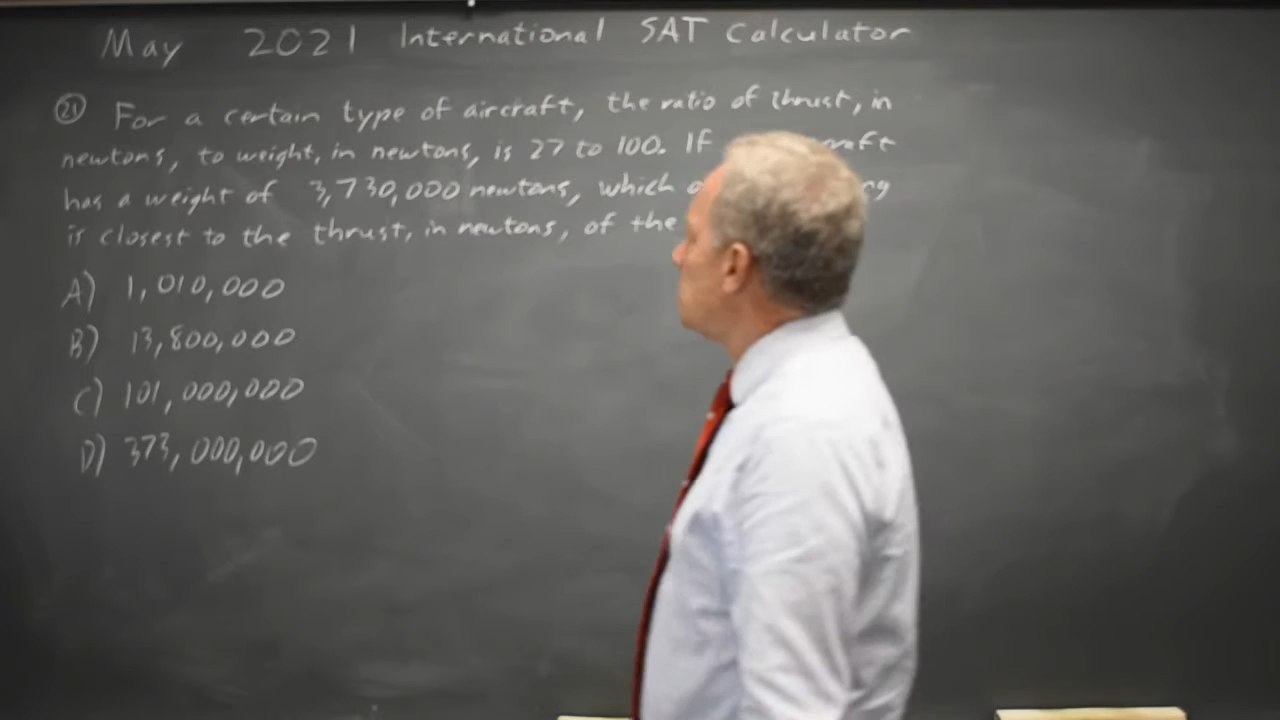 May 2021 International SAT Calculator
21 For a certain type of aircraft, the ratio of thrust, in
newtons, to weight, in newtons, is 27 to 100. If
has a weight of 3,730,000 newtons, which
is closest to the thrust, in newtons, of the
A) 1,010,000
B) 13,800,000
C) 101,000,000
D) 373,000,000